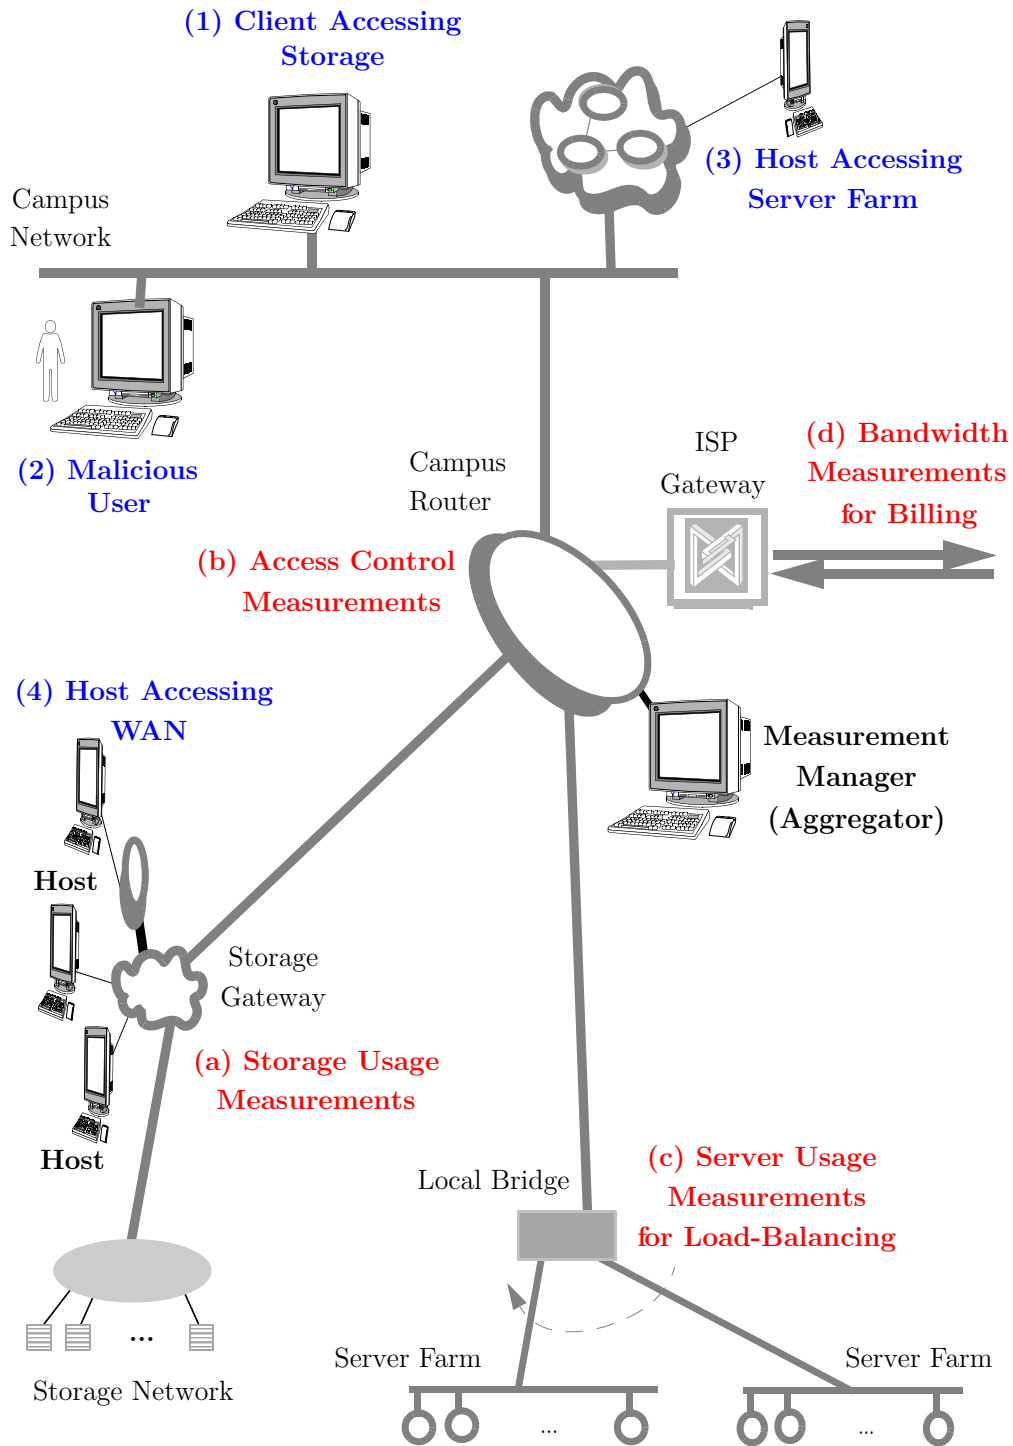 (1) Client Accessing
Storage
(3) Host Accessing
Server Farm
Campus
Network
(2) Malicious
User
Campus
Router
ISP
Gateway
(d) Bandwidth
Measurements
for Billing
(b) Access Control
Measurements
(4) Host Accessing
WAN
Measurement
Manager
(Aggregator)
Host
Storage
Gateway
(a) Storage Usage
Measurements
Host
Local Bridge
(c) Server Usage
Measurements
for Load-Balancing
...
Storage Network
Server Farm
Server Farm
...
...